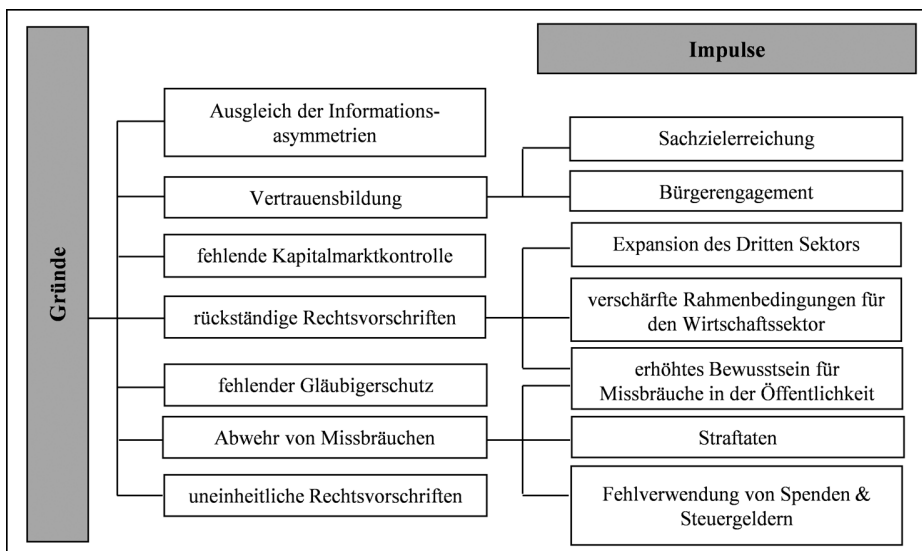 Impulse
Gründe
Ausgleich der Informations-
asymmetrien
Vertrauensbildung
fehlende Kapitalmarktkontrolle
rückständige Rechtsvorschriften
fehlender Gläubigerschutz
Abwehr von Missbräuchen
uneinheitliche Rechtsvorschriften
Sachzielerreichung
Bürgerengagement
Expansion des Dritten Sektors
verschärfte Rahmenbedingungen für
den Wirtschaftssektor
erhöhtes Bewusstsein für
Missbräuche in der Öffentlichkeit
Straftaten
Fehlverwendung von Spenden &
Steuergeldern